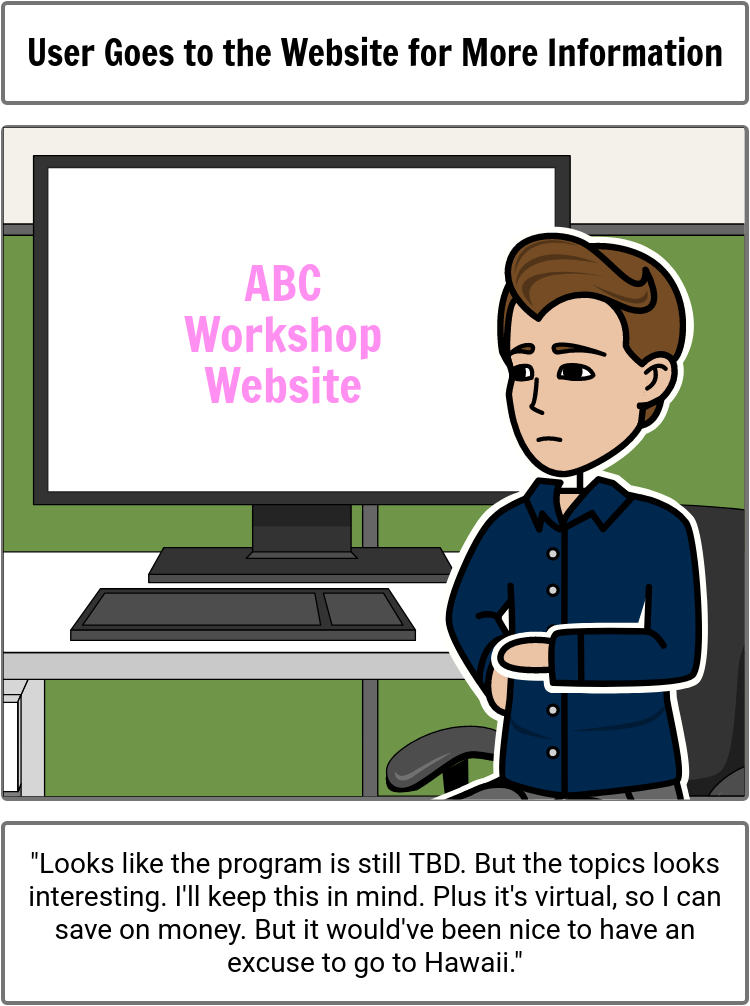 User Goes to the Website for More Information
ABC
Workshop
Website
"Looks like the program is still TBD. But the topics looks
interesting. I'll keep this in mind. Plus it's virtual, so I can
save on money. But it would've been nice to have an
excuse to go to Hawaii."